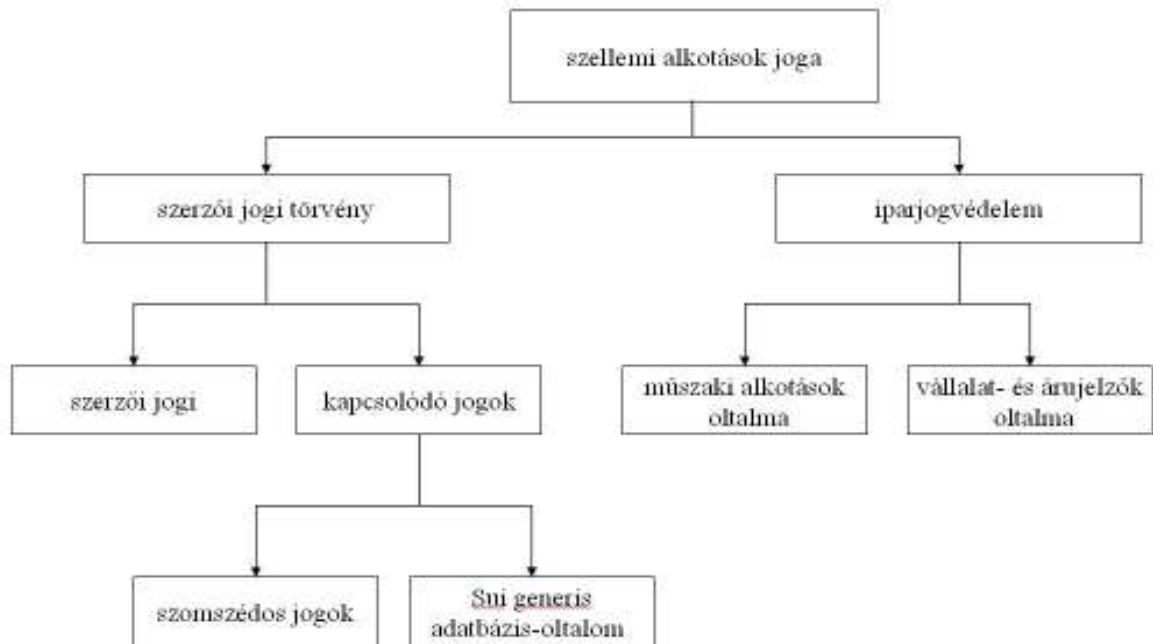 szellemi alkotások joga
szerzői jogi törvény
iparjogvédelem
szerzői jogi
kapcsolódó jogok
műszaki alkotások
oltalma
vállalat- és árujelzők
oltalma
szomszédos jogok
Sui generis
adatbázis-oltalom